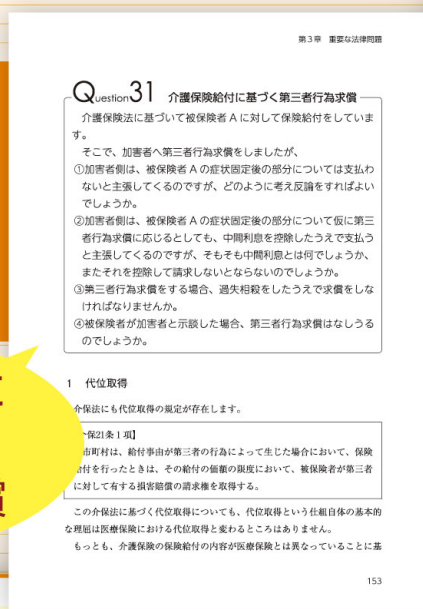 第3章 重要な法律問題
Question31 介護保険給付に基づく第三者行為求償
介護保険法に基づいて被保険者Aに対して保険給付をしていま
す。
そこで、加害者へ第三者行為求償をしましたが、
①加害者側は、被保険者Aの症状固定後の部分については支払わ
ないと主張してくるのですが、どのように考え反論をすればよい
でしょうか。
②加害者側は、被保険者Aの症状固定後の部分について仮に第三
者行為求償に応じるとしても、中間利息を控除したうえで支払う
と主張してくるのですが、そもそも中間利息とは何でしょうか、
またそれを控除して請求しないとならないのでしょうか。
③第三者行為求償をする場合、過失相殺をしたうえで求償をしな
ければなりませんか。
④被保険者が加害者と示談した場合、第三者行為求償はなしうる
のでしょうか。
1 代位取得
介保法にも代位取得の規定が存在します。
保21条1項】
市町村は、給付事由が第三者の行為によって生じた場合において、保険
給付を行ったときは、その給付の価額の限度において、被保険者が第三者
に対して有する損害賠償の請求権を取得する。
この介保法に基づく代位取得についても、代位取得という仕組自体の基本的
な理屈は医療保険における代位取得と変わるところはありません。
もっとも、介護保険の保険給付の内容が医療保険とは異なっていることに基
153